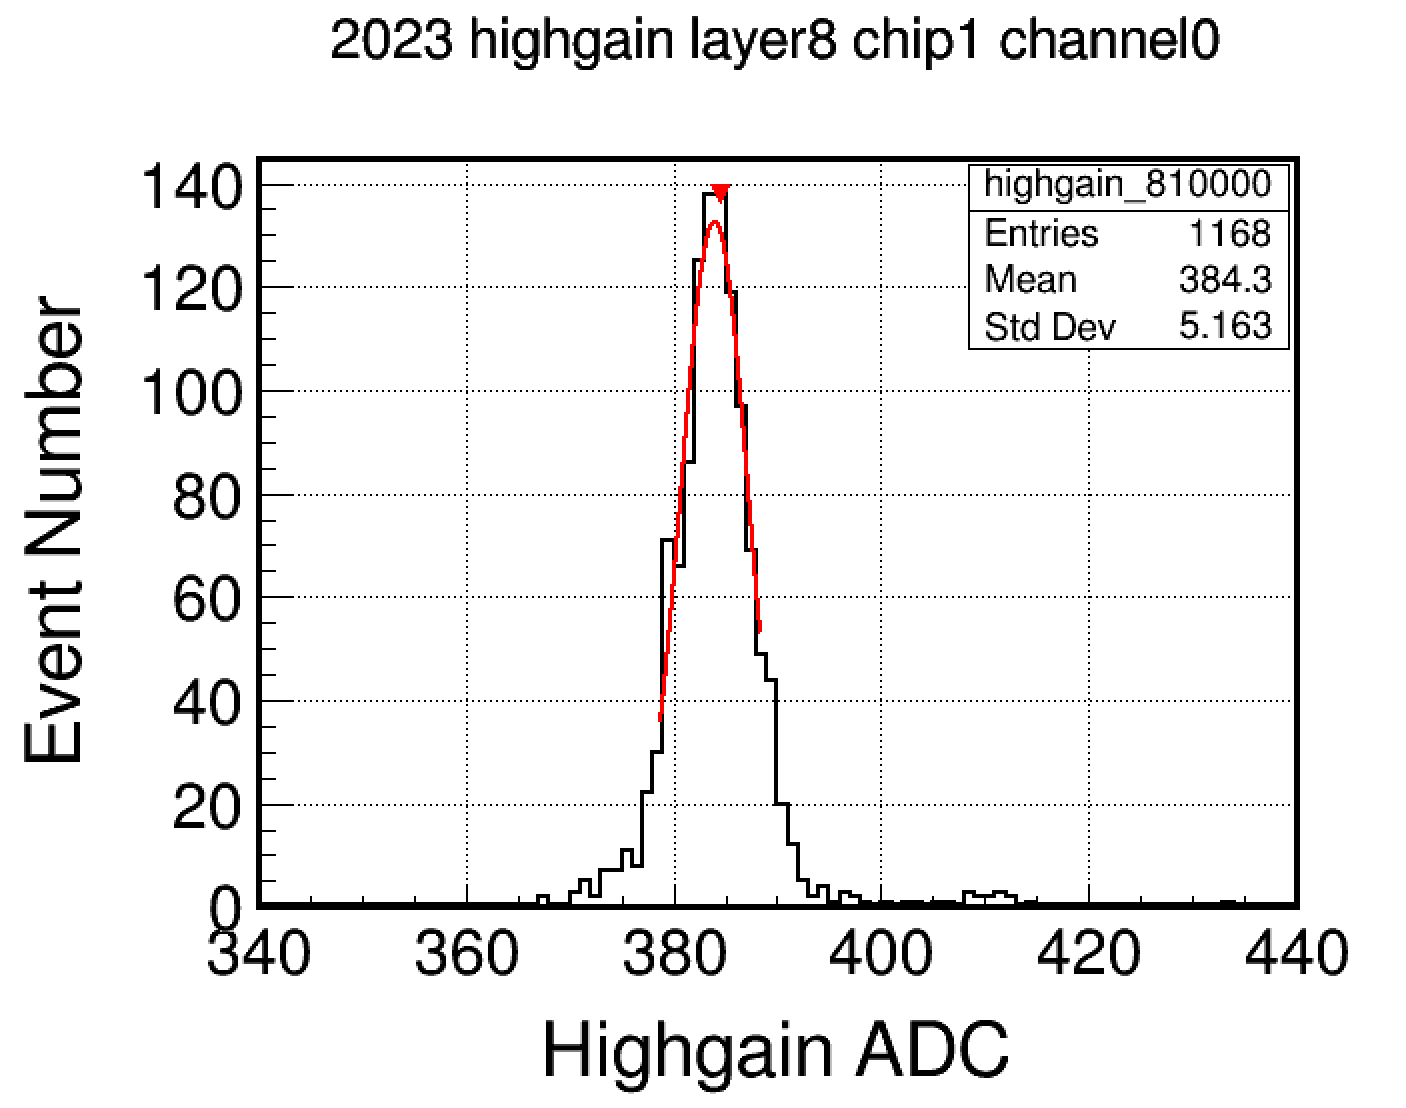 2023 highgain layer8 chip1 channel0
highgain_810000
Entries 1168
Mean 384.3
Std Dev 5.163
Event Number
140
120
100
80
60
40
20
0
340 360 380 400 420 440
Highgain ADC